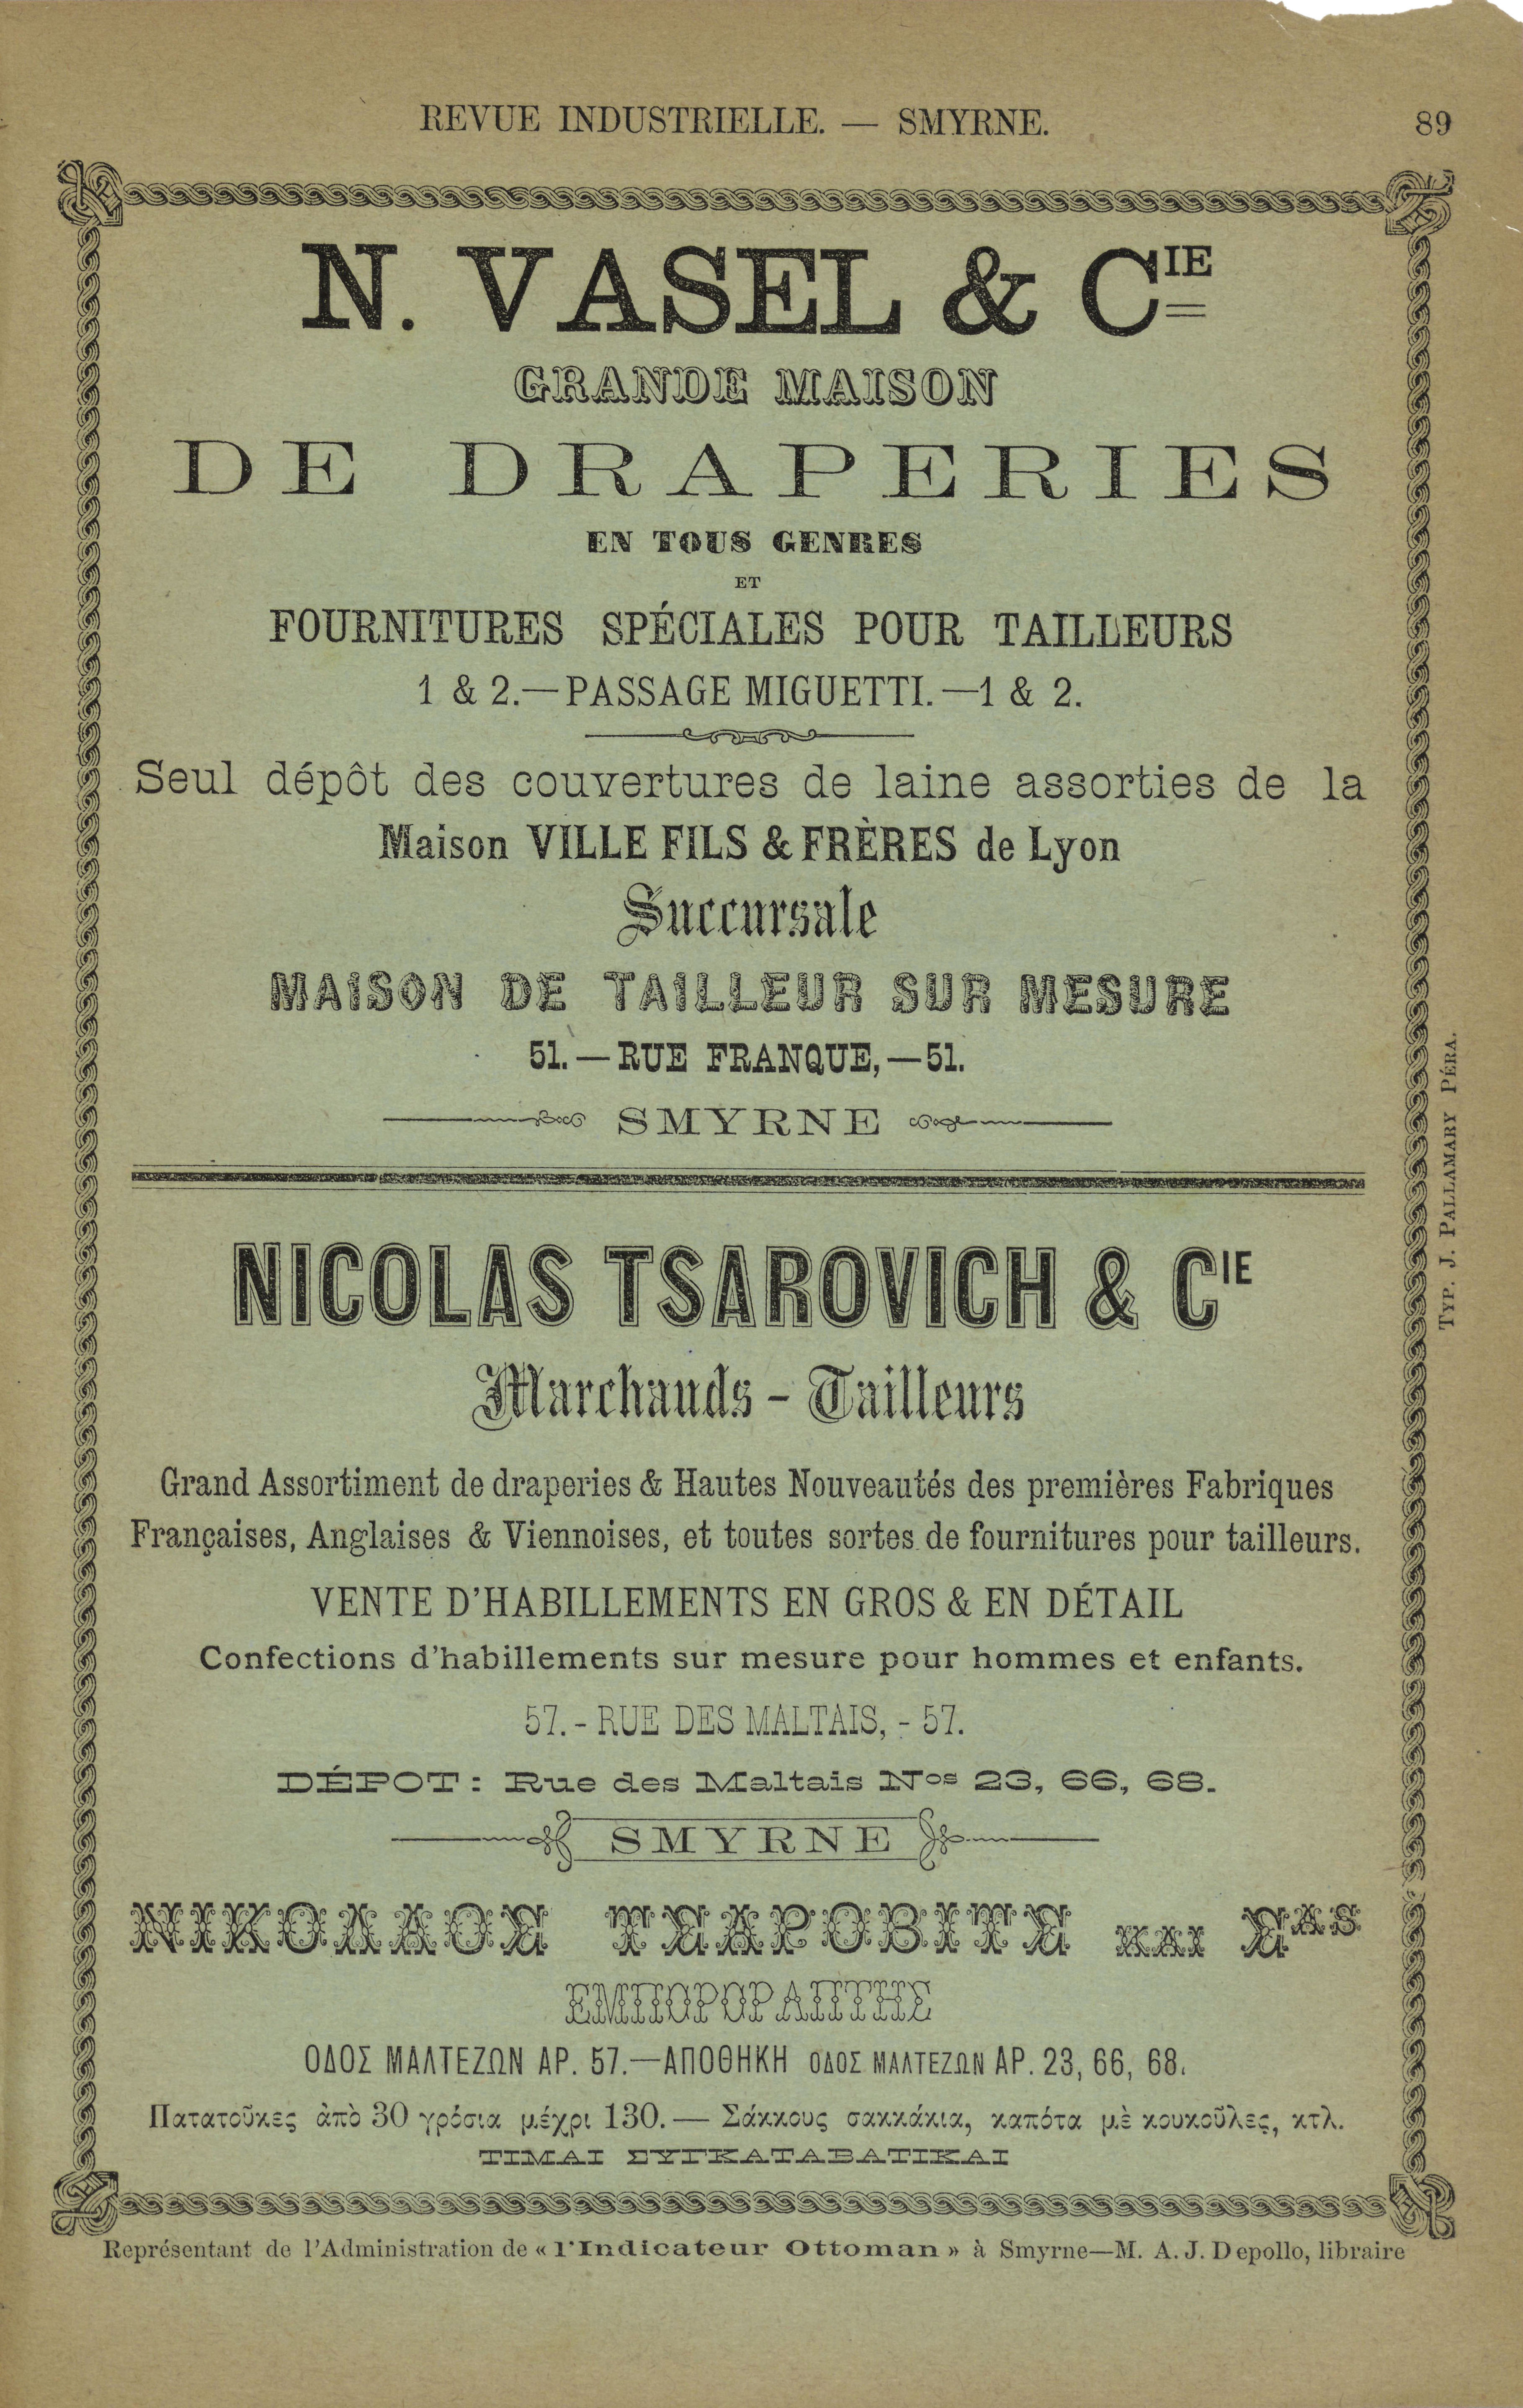 REVUE INDUSTRIELLE. — SMYRNE. 89
N. VASEL & CIE
GRANDE MAISON
DE DRAPERIES
EN TOUS GENRES
ET
FOURNITURES SPÉCIALES POUR TAILLEURS
1 & 2.—PASSAGE MIGUETTI.—1 & 2.
Seul dépôt des couvertures de laine assorties de la
Maison VILLE FILS & FRÈRES de Lyon
Succursale
MAISON DE TAILLEUR SUR MESURE
51.—RUE FRANQUE,—51.
SMYRNE
TYP. J. PALLAMARY PÉRA.
NICOLAS TSAROVICH & CIE
Marchands - Tailleurs
Grand Assortiment de draperies & Hautes Nouveautés des premières Fabriques
Françaises, Anglaises & Viennoises, et toutes sortes de fournitures pour tailleurs.
VENTE D'HABILLEMENTS EN GROS & EN DÉTAIL
Confections d'habillements sur mesure pour hommes et enfants.
57. - RUE DES MALTAIS, - 57.
DÉPOT : Rue des Maltais Nos 23, 66, 68.
SMYRNE
ΝΙΚΟΛΑΟΣ ΤΣΑΡΟΒΙΤΣ ΚΑΙ ΣΑΣ
ΕΜΠΟΡΟΡΑΠΤΗΣ
ΟΔΟΣ ΜΑΛΤΕΖΩΝ ΑΡ. 57.—ΑΠΟΘΗΚΗ ΟΔΟΣ ΜΑΛΤΕΖΩΝ ΑΡ. 23, 66, 68.
Πατατοῦκες ἀπὸ 30 γρόσια μέχρι 130.— Σάκκους σακκάκια, καπότα μὲ κουκοῦλες, κτλ.
ΤΙΜΑΙ ΣΥΓΚΑΤΑΒΑΤΙΚΑΙ
Représentant de l'Administration de « l'Indicateur Ottoman » à Smyrne—M. A. J. Depollo, libraire